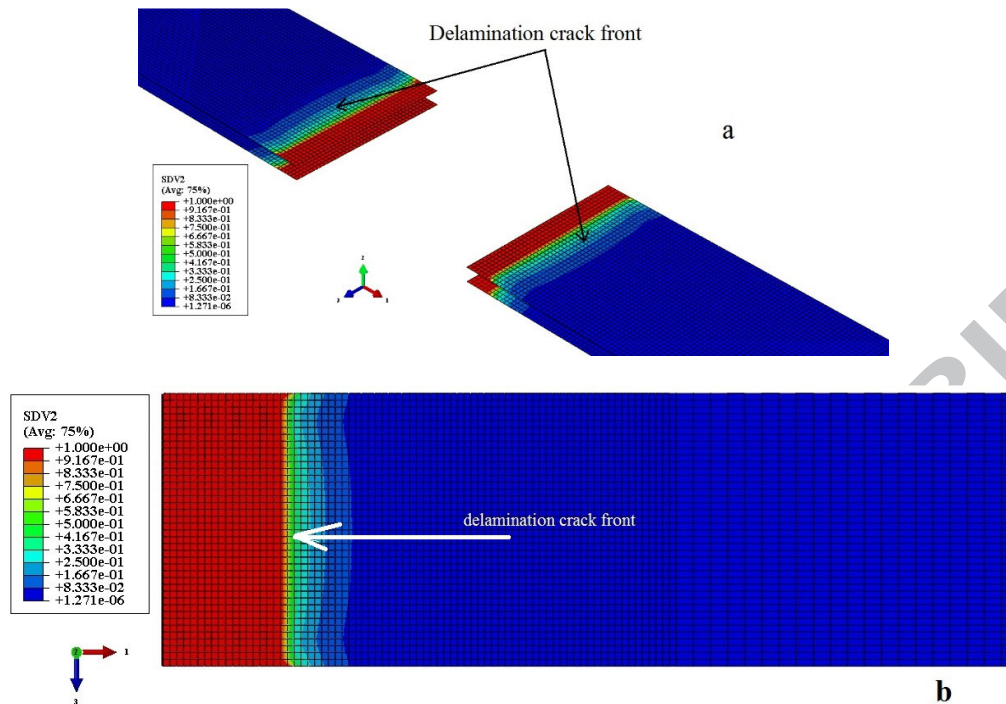 Delamination crack front
a
SDV2
(Avg: 75%)
+1.000e+00
+9.167e-01
+8.333e-01
+7.500e-01
+6.667e-01
+5.833e-01
+5.000e-01
+4.167e-01
+3.333e-01
+2.500e-01
+1.667e-01
+8.333e-02
+1.271e-06
SDV2
(Avg: 75%)
+1.000e+00
+9.167e-01
+8.333e-01
+7.500e-01
+6.667e-01
+5.833e-01
+5.000e-01
+4.167e-01
+3.333e-01
+2.500e-01
+1.667e-01
+8.333e-02
+1.271e-06
delamination crack front
1
3
b